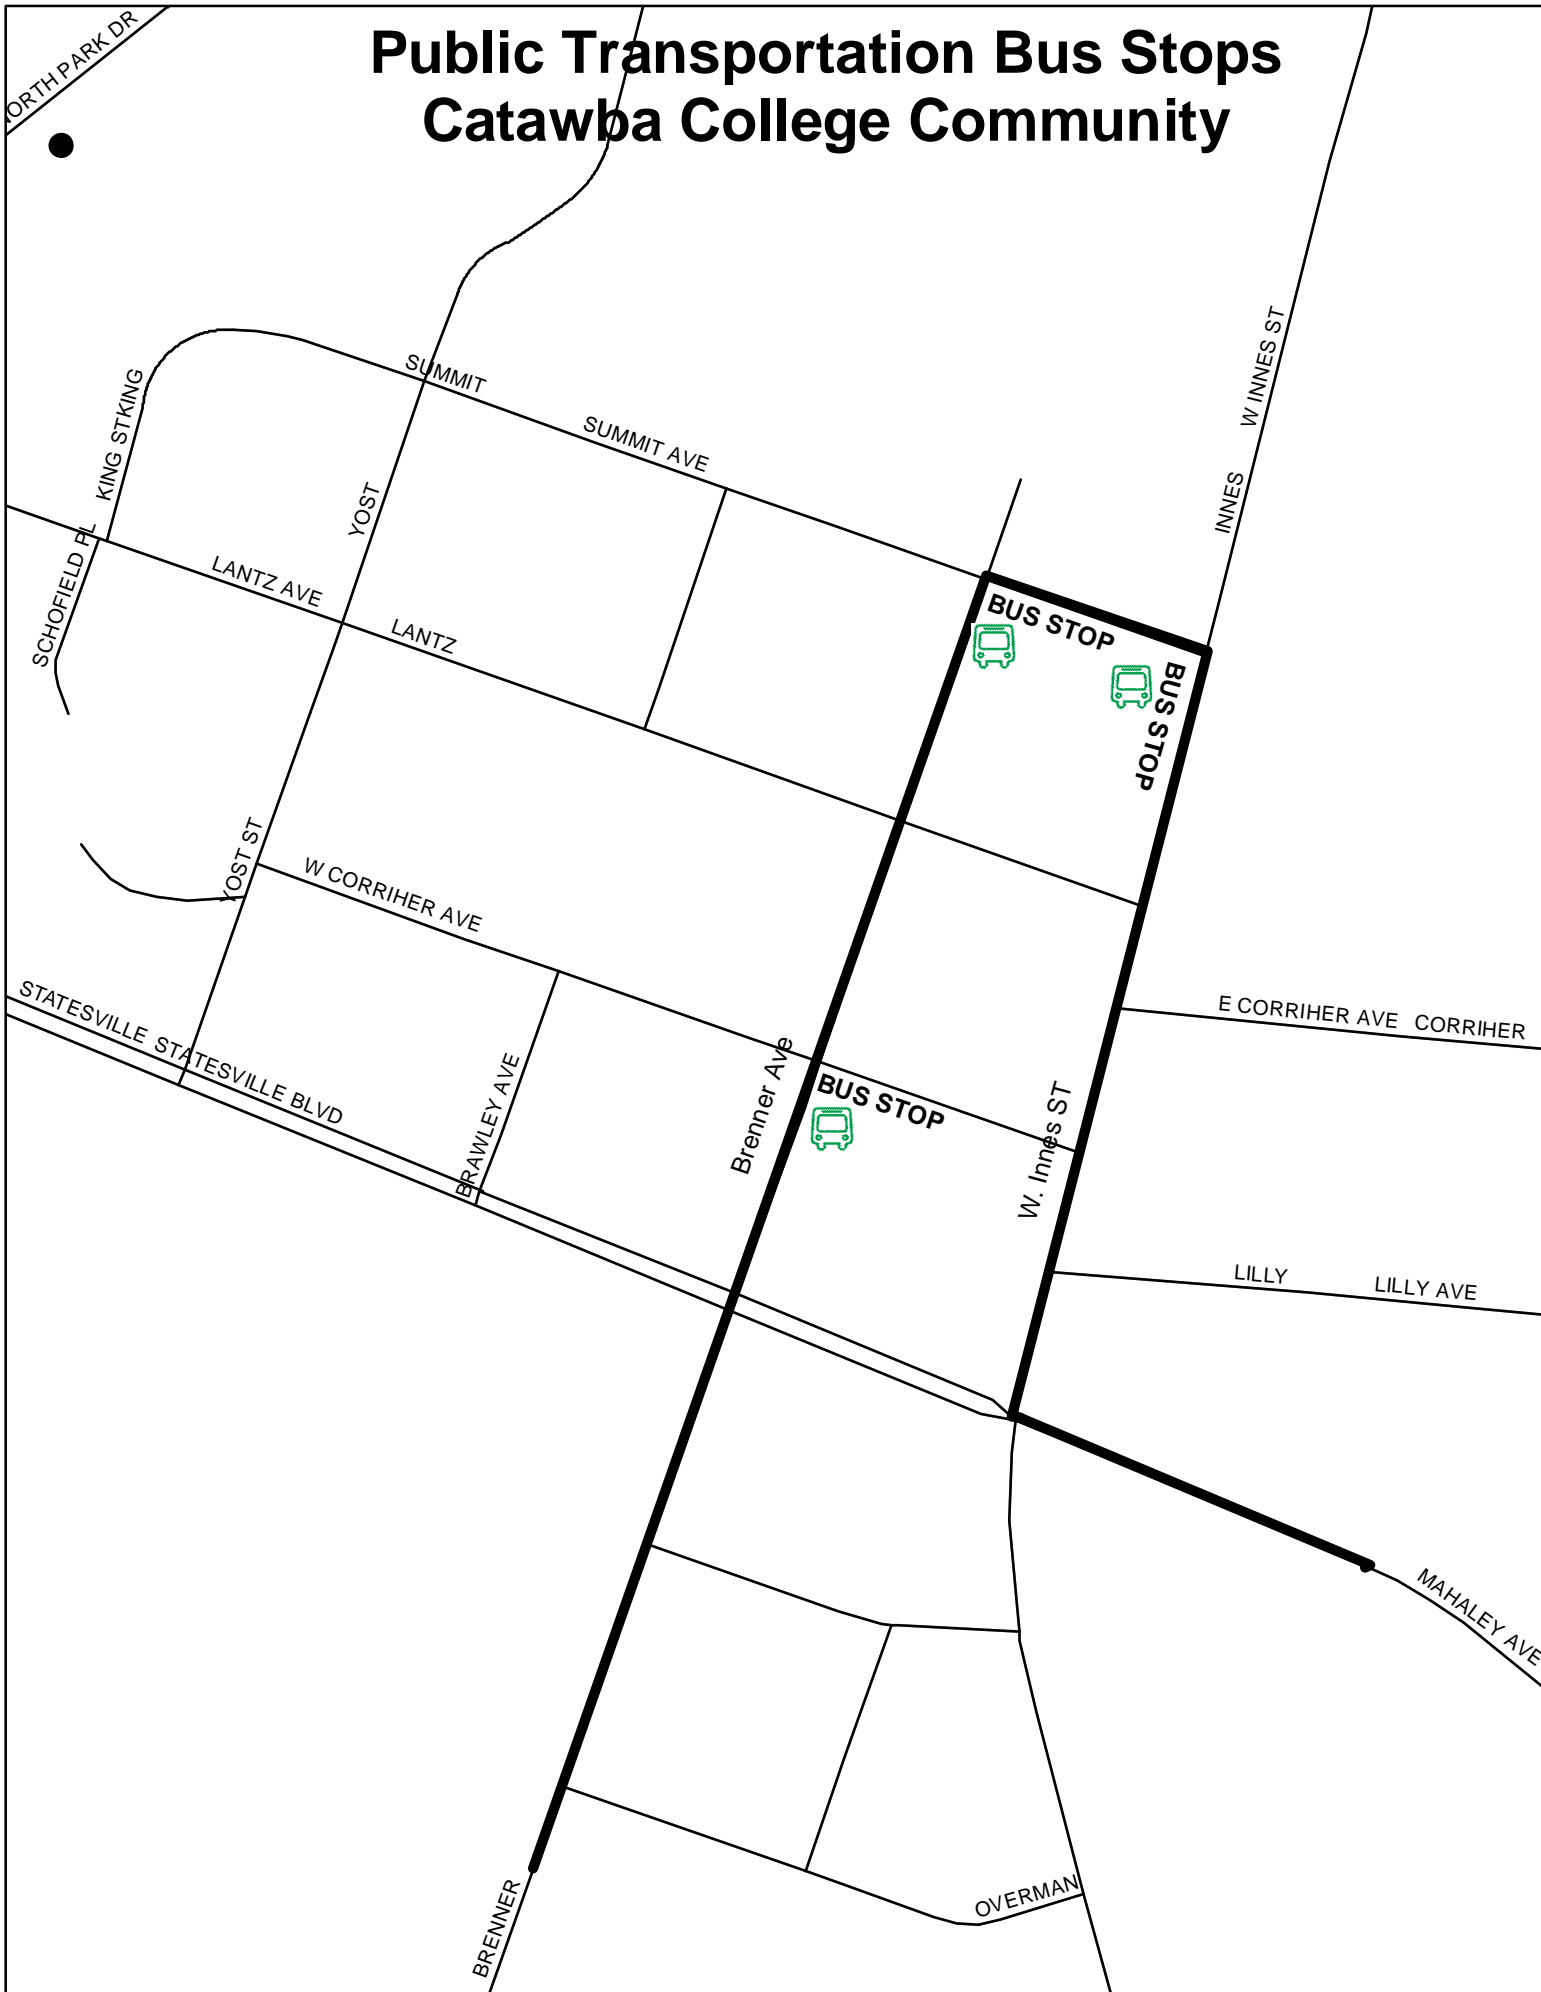 Public Transportation Bus Stops
Catawba College Community
NORTH PARK DR
W INNES ST
SUMMIT
KING STKING
SUMMIT AVE
INNES
YOST
SCHOFIELD PL
LANTZ AVE
LANTZ
BUS STOP
BUS STOP
YOST ST
W CORRIHER AVE
STATESVILLE
STATESVILLE BLVD
E CORRIHER AVE
CORRIHER
BRAWLEY AVE
Brenner Ave
BUS STOP
W. Innes ST
LILLY
LILLY AVE
MAHALEY AVE
OVERMAN
BRENNER